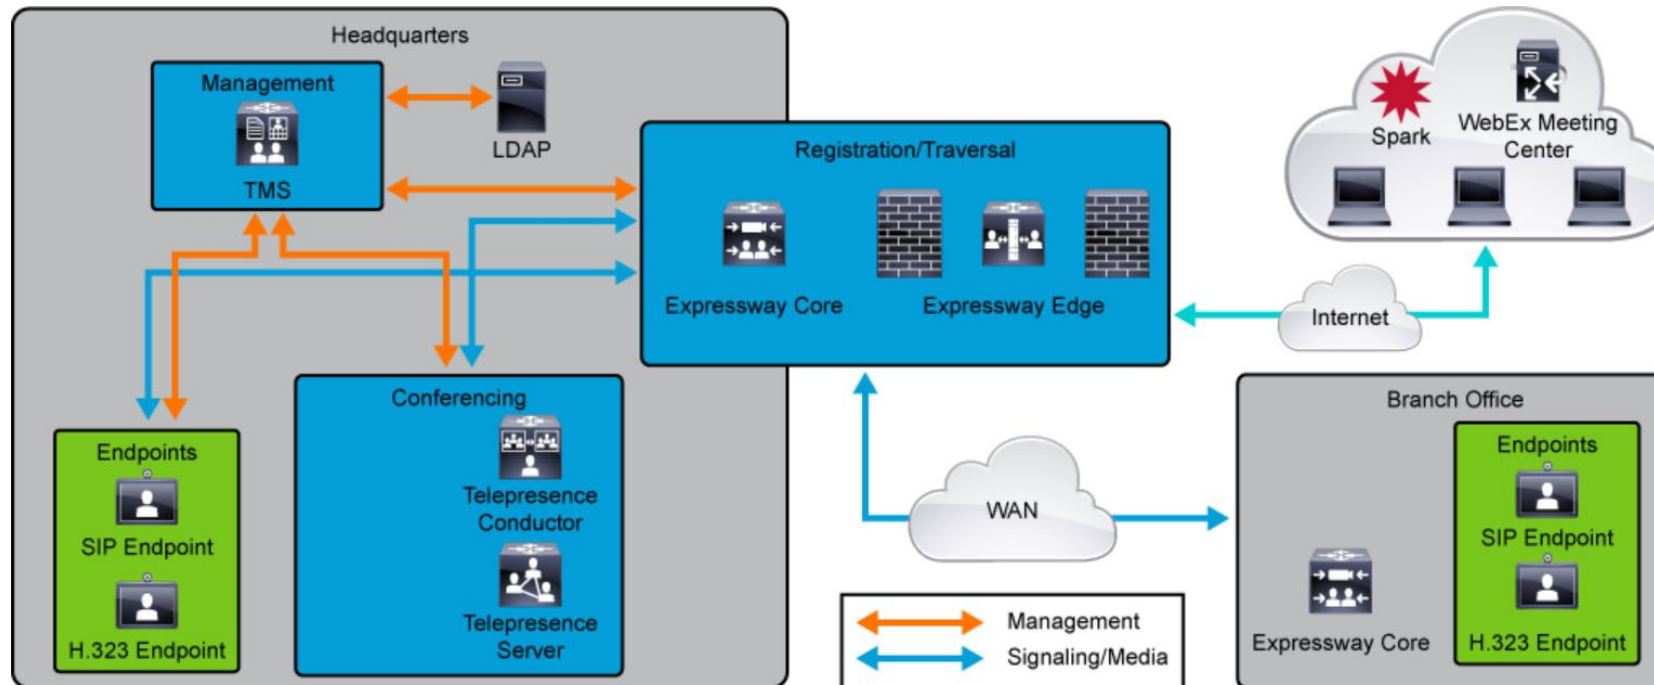 Headquarters
Management
TMS
LDAP
Registration/Traversal
Expressway Core
Expressway Edge
Spark
WebEx Meeting
Center
Internet
Endpoints
SIP Endpoint
H.323 Endpoint
Conferencing
Telepresence
Conductor
Telepresence
Server
WAN
Branch Office
Endpoints
SIP Endpoint
H.323 Endpoint
Expressway Core
Management
Signaling/Media